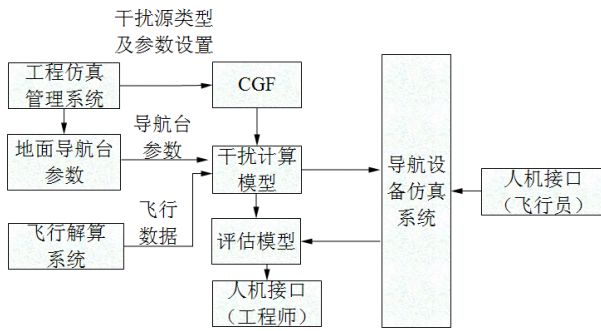 干扰源类型
及参数设置
工程仿真
管理系统
CGF
地面导航台
参数
导航台
参数
干扰计算
模型
导航设
备仿真
系统
人机接口
（飞行员）
飞行解算
系统
飞行
数据
评估模型
人机接口
（工程师）